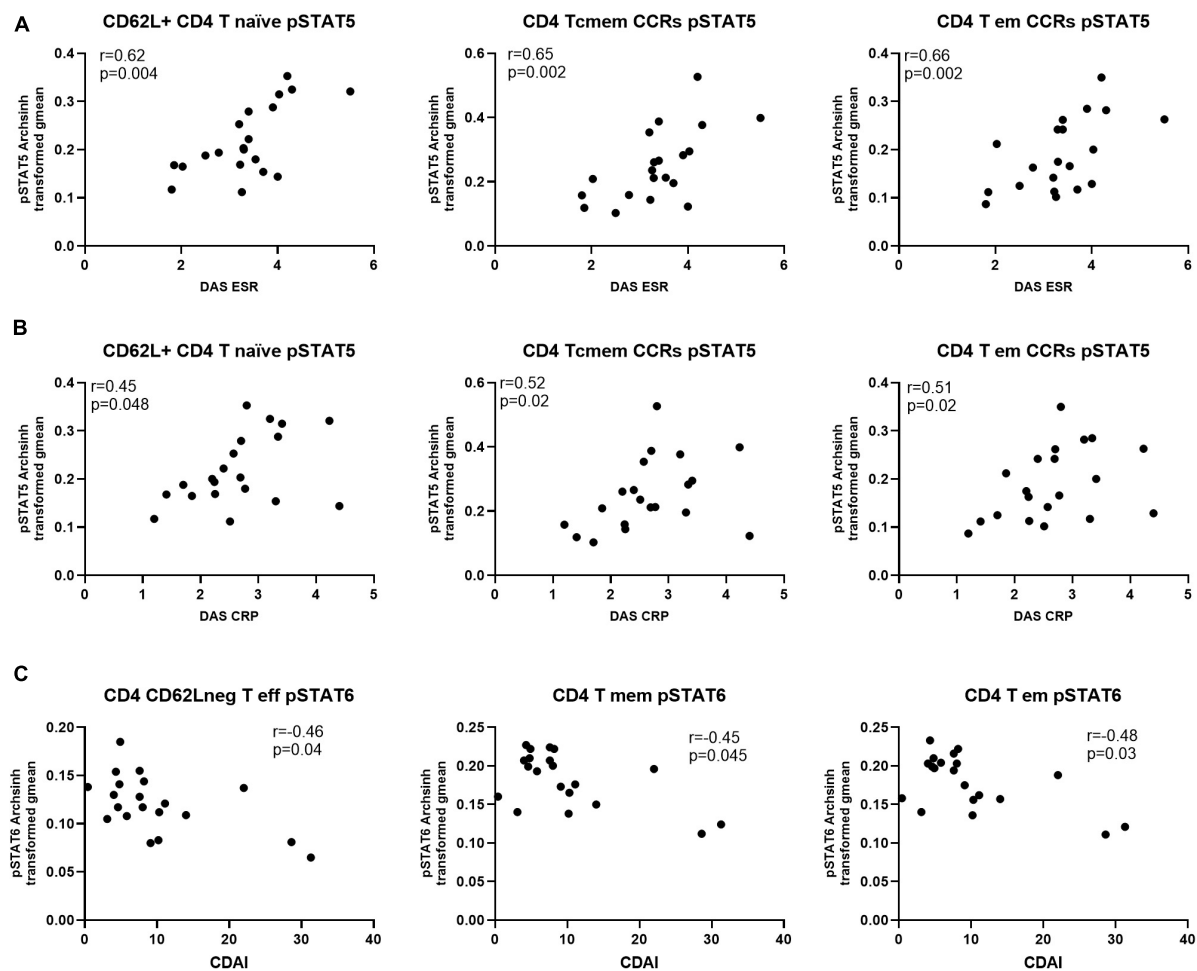 A
CD62L+ CD4 T naïve pSTAT5
r=0.62
p=0.004
pSTAT5 Archsinh
transformed gmean
0.4
0.3
0.2
0.1
0.0
0 2 4 6
DAS ESR
CD4 Tcmem CCRs pSTAT5
r=0.65
p=0.002
pSTAT5 Archsinh
transformed gmean
0.6
0.4
0.2
0.0
0 2 4 6
DAS ESR
CD4 T em CCRs pSTAT5
r=0.66
p=0.002
pSTAT5 Archsinh
transformed gmean
0.4
0.3
0.2
0.1
0.0
0 2 4 6
DAS ESR
B
CD62L+ CD4 T naïve pSTAT5
r=0.45
p=0.048
pSTAT5 Archsinh
transformed gmean
0.4
0.3
0.2
0.1
0.0
0 1 2 3 4 5
DAS CRP
CD4 Tcmem CCRs pSTAT5
r=0.52
p=0.02
pSTAT5 Archsinh
transformed gmean
0.6
0.4
0.2
0.0
0 1 2 3 4 5
DAS CRP
CD4 T em CCRs pSTAT5
r=0.51
p=0.02
pSTAT5 Archsinh
transformed gmean
0.4
0.3
0.2
0.1
0.0
0 1 2 3 4 5
DAS CRP
C
CD4 CD62Lneg T eff pSTAT6
r=-0.46
p=0.04
pSTAT6 Archsinh
transformed gmean
0.20
0.15
0.10
0.05
0.00
0 10 20 30 40
CDAI
CD4 T mem pSTAT6
r=-0.45
p=0.045
pSTAT6 Archsinh
transformed gmean
0.25
0.20
0.15
0.10
0.05
0.00
0 10 20 30 40
CDAI
CD4 T em pSTAT6
r=-0.48
p=0.03
pSTAT6 Archsinh
transformed gmean
0.25
0.20
0.15
0.10
0.05
0.00
0 10 20 30 40
CDAI